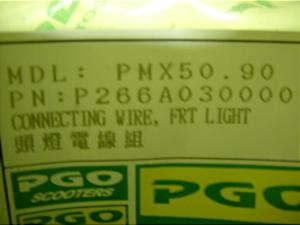 MDL: PMX50.90
PN:P266A030000
CONNECTING WIRE, FRT LIGHT
頭燈電線組
PGO PGO
SCOOTERS
PGO